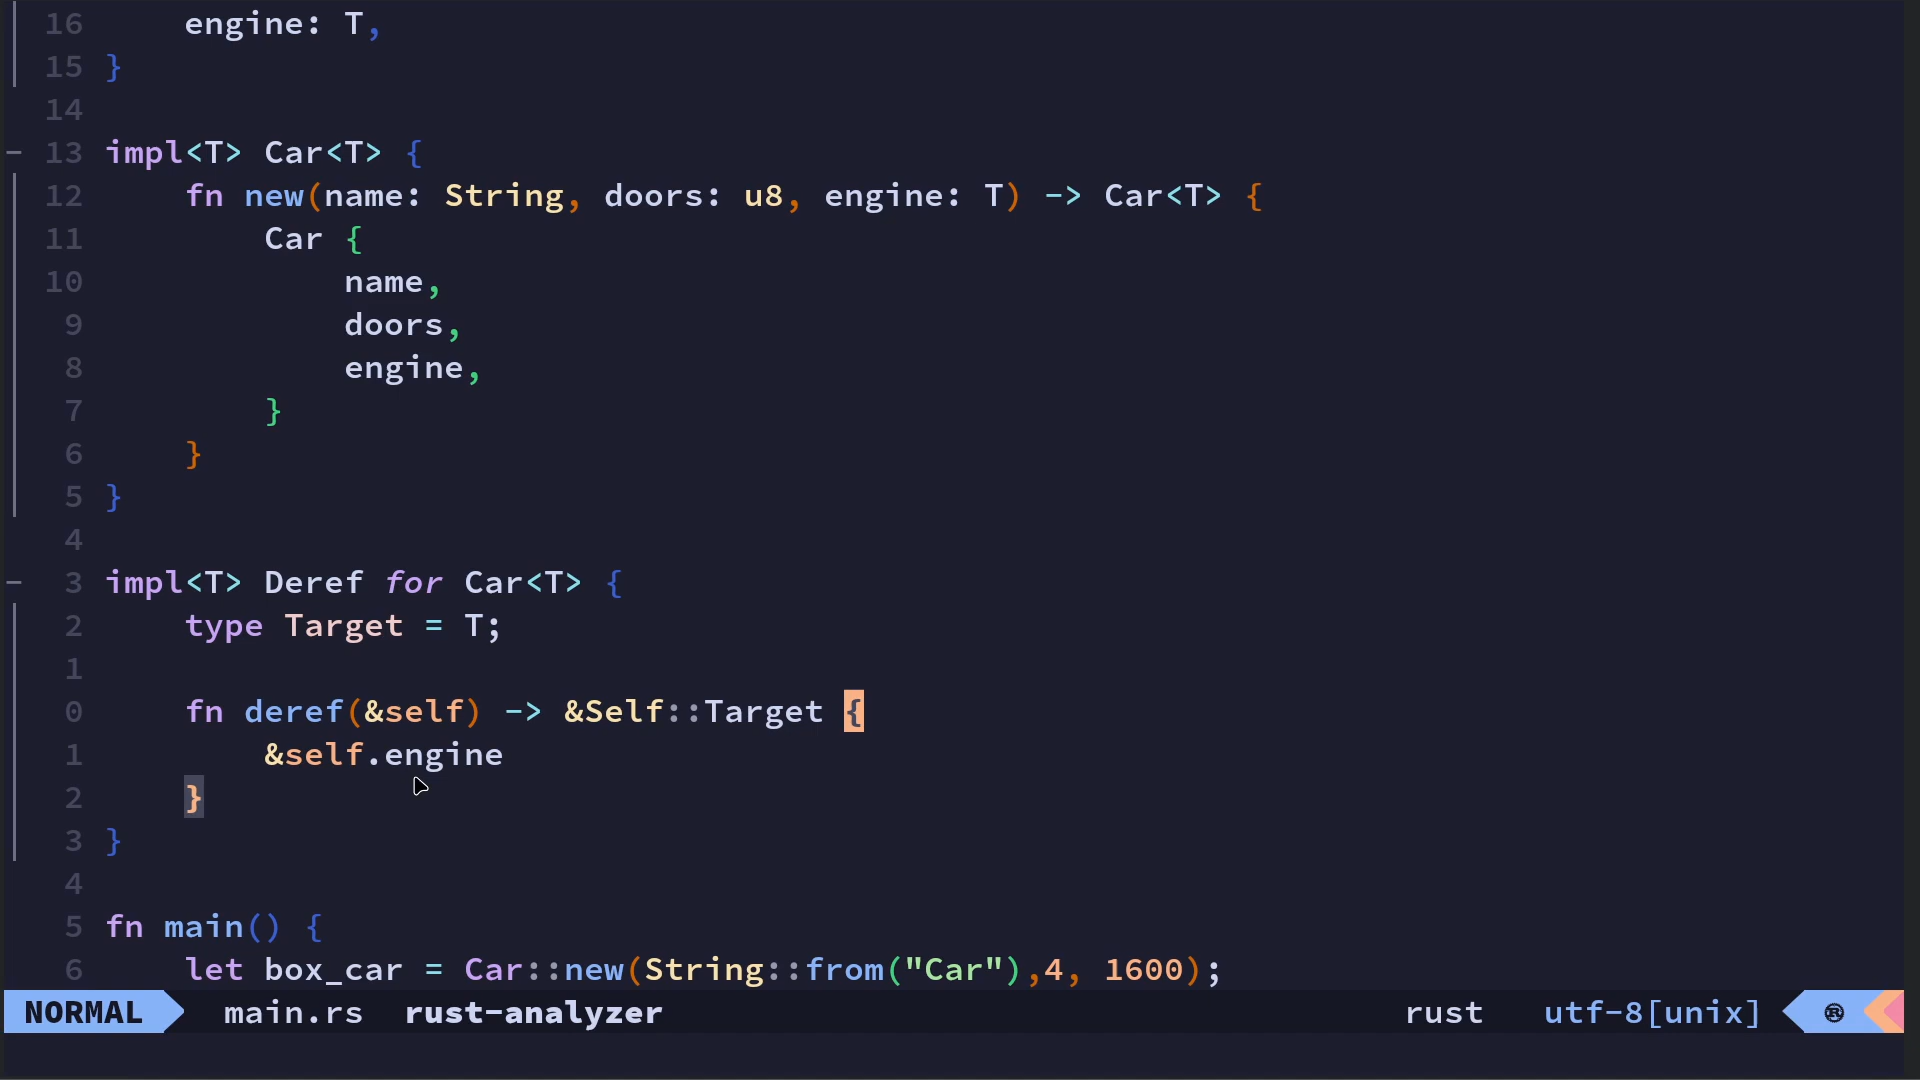 16     engine: T,
15 }
14
13 impl<T> Car<T> {
12     fn new(name: String, doors: u8, engine: T) -> Car<T> {
11         Car {
10             name,
9             doors,
8             engine,
7         }
6     }
5 }
4
3 impl<T> Deref for Car<T> {
2     type Target = T;
1
0     fn deref(&self) -> &Self::Target {
1         &self.engine
2     }
3 }
4
5 fn main() {
6     let box_car = Car::new(String::from("Car"),4, 1600);
NORMAL main.rs rust-analyzer rust utf-8[unix] ®